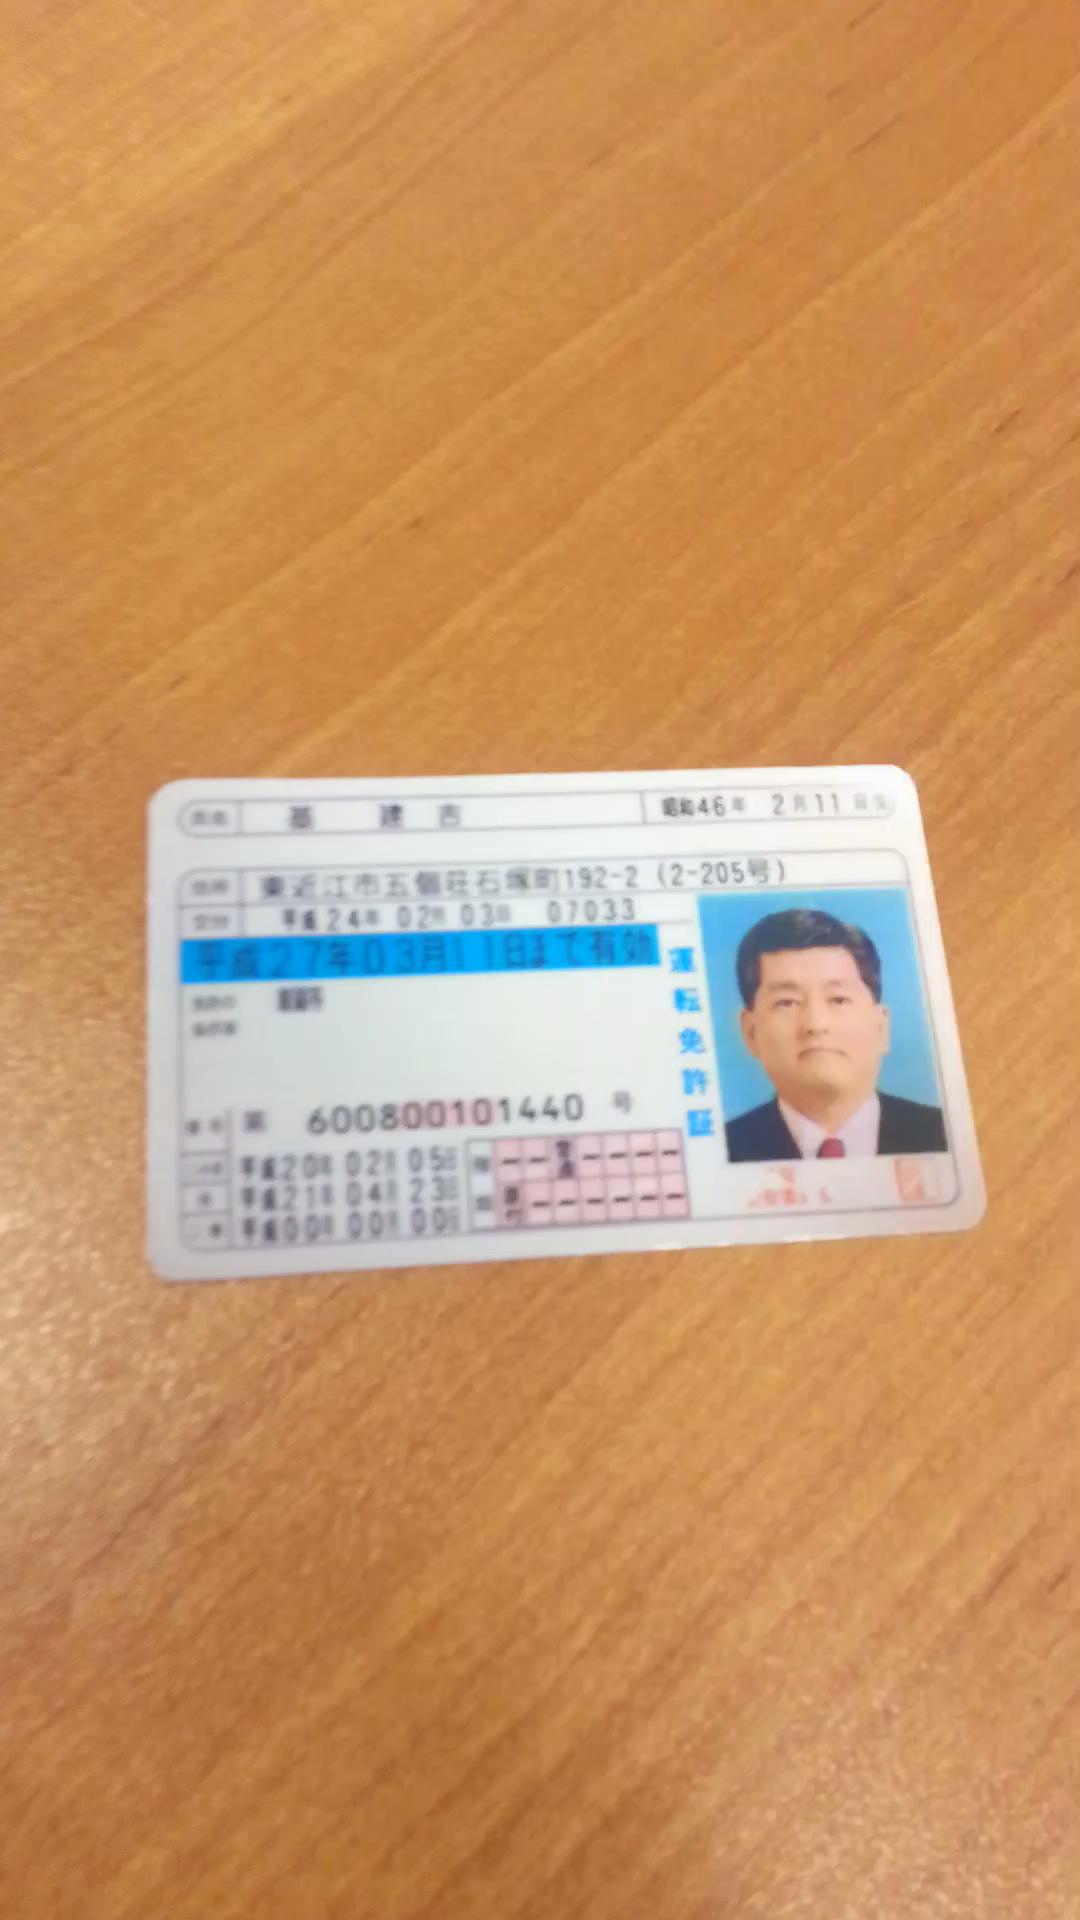 氏名 基 建 吉 昭和46年 2月11日生
住所 東近江市五個荘石塚町192-2 (2-205号)
交付 平成24年02月03日 07033
平成27年03月11日まで有効
免許の
条件等
番号 第 600800101440 号
平成20年02月05日
他 平成21年04月23日
二種 平成00年00月00日
種類 普通
原付
運転免許証